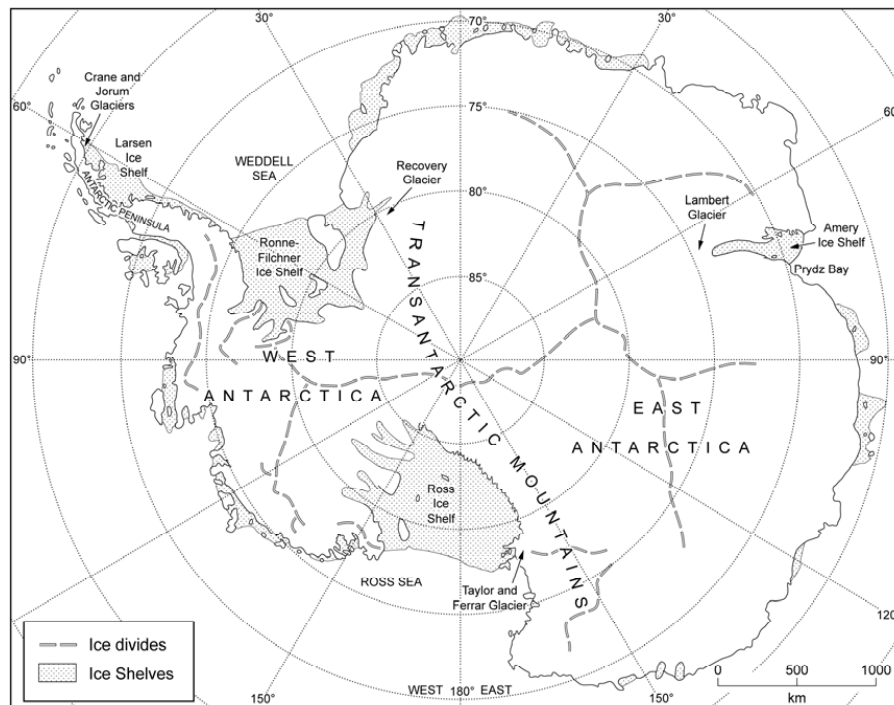 30°
70°
30°
Crane and
Jorum
Glaciers
75°
60°
60°
Larsen
Ice
Shelf
WEDDELL
SEA
Recovery
Glacier
80°
Lambert
Glacier
ANTARCTIC PENINSULA
Amery
Ice Shelf
Ronne-
Filchner
Ice Shelf
Prydz Bay
85°
TRANSANTARCTIC MOUNTAINS
90°
WEST
ANTARCTICA
90°
EAST
ANTARCTICA
Ross
Ice
Shelf
ROSS SEA
Taylor and
Ferrar Glacier
120°
Ice divides
Ice Shelves
150°
WEST 180° EAST
150°
0 500 1000
km